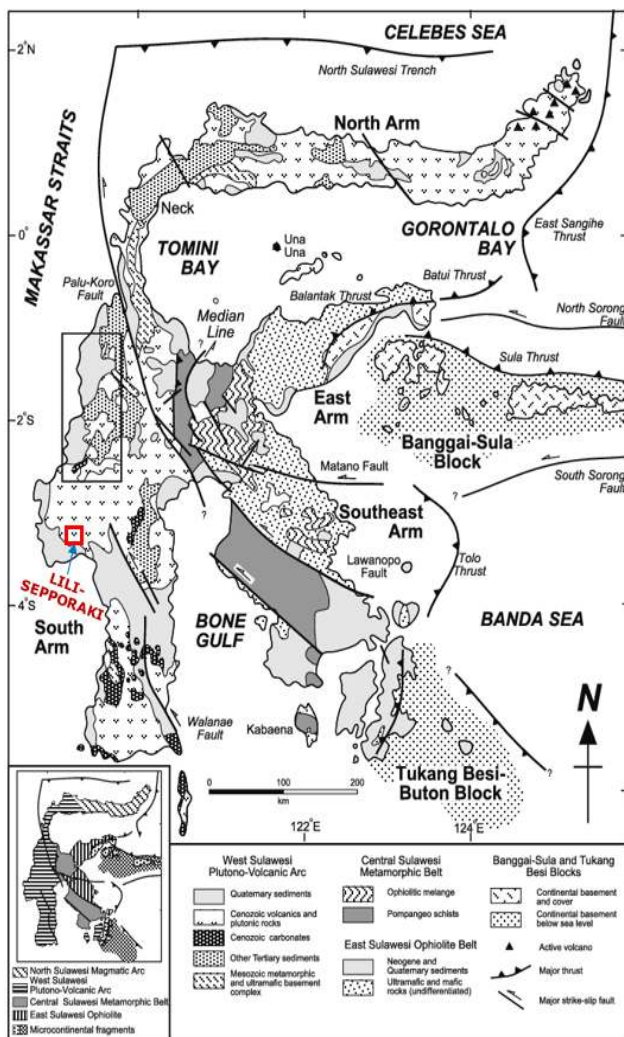 CELEBES SEA
2°N
North Sulawesi Trench
North Arm
MAKASSAR STRAITS
Neck
East Sangihe
Thrust
0°
TOMINI
BAY
Una
Una
GORONTALO
BAY
Palu-Koro
Fault
Batui Thrust
Balantak Thrust
Median
Line
?
North Sorong
Fault
Sula Thrust
East
Arm
2°S
Banggai-Sula
Block
Matano Fault
South Sorong
Fault
?
?
Southeast
Arm
Lawanopo
Fault
Tolo
Thrust
LILI-
SEPPORAKI
4°S
South
Arm
BONE
GULF
BANDA SEA
?
N
Walanae
Fault
Kabaena
Tukang Besi-
Buton Block
?
0 100 200
km
122°E
124°E
West Sulawesi
Plutono-Volcanic Arc
Quaternary sediments
Cenozoic volcanics and
plutonic rocks
Cenozoic carbonates
Other Tertiary sediments
Mesozoic metamorphic
and ultramafic basement
complex
Central Sulawesi
Metamorphic Belt
Ophiolitic melange
Pompangeo schists
East Sulawesi Ophiolite Belt
Neogene and
Quaternary sediments
Ultramafic and mafic
rocks (undifferentiated)
Banggai-Sula and Tukang
Besi Blocks
Continental basement
and cover
Continental basement
below sea level
Active volcano
Major thrust
Major strike-slip fault
North Sulawesi Magmatic Arc
West Sulawesi
Plutono-Volcanic Arc
Central Sulawesi Metamorphic Belt
East Sulawesi Ophiolite
Microcontinental fragments